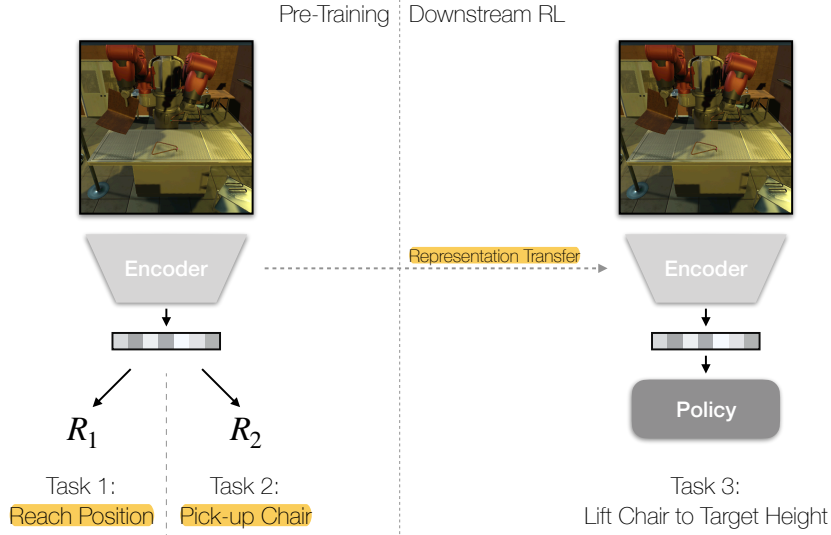 Pre-Training
Downstream RL
Encoder
Representation Transfer
Encoder
R1
R2
Policy
Task 1:
Reach Position
Task 2:
Pick-up Chair
Task 3:
Lift Chair to Target Height